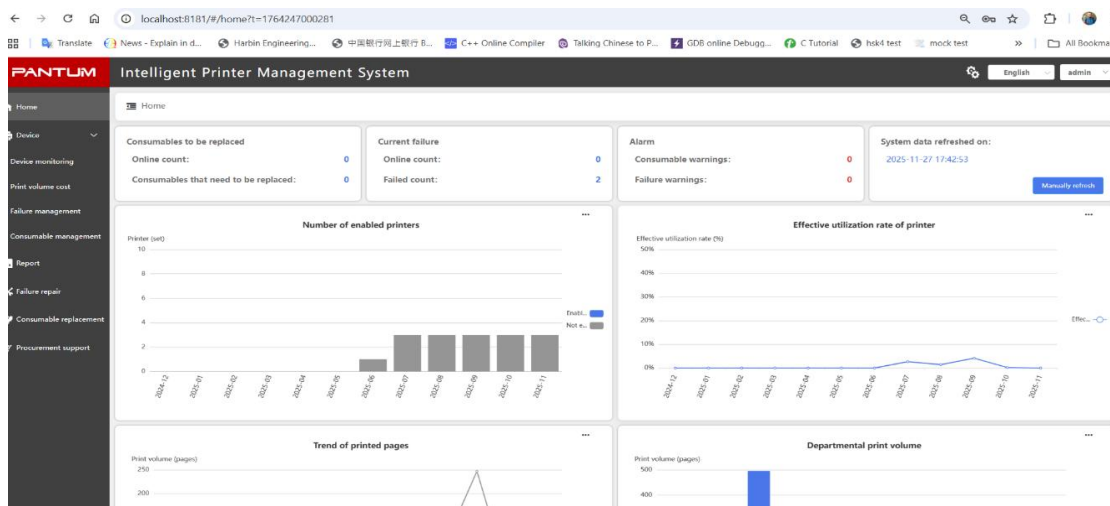 localhost:8181/#/home?t=1764247000281
Translate News - Explain in d... Harbin Engineering... 中国银行网上银行 B... C++ Online Compiler Talking Chinese to P... GDB online Debugg... C Tutorial hsk4 test mock test » All Bookma
PANTUM Intelligent Printer Management System English admin
Home
Device
Device monitoring
Print volume cost
Failure management
Consumable management
Report
Failure repair
Consumable replacement
Procurement support
Home
Consumables to be replaced
Online count: 0
Consumables that need to be replaced: 0
Current failure
Online count: 0
Failed count: 2
Alarm
Consumable warnings: 0
Failure warnings: 0
System data refreshed on:
2025-11-27 17:42:53
Manually refresh
Number of enabled printers
Printer (set)
10
8
6
4
2
0
2024-12 2025-01 2025-02 2025-03 2025-04 2025-05 2025-06 2025-07 2025-08 2025-09 2025-10 2025-11
Enabl...
Not e...
Effective utilization rate of printer
Effective utilization rate (%)
50%
40%
30%
20%
10%
0%
2024-12 2025-01 2025-02 2025-03 2025-04 2025-05 2025-06 2025-07 2025-08 2025-09 2025-10 2025-11
Effec...
Trend of printed pages
Print volume (pages)
250
200
Departmental print volume
Print volume (pages)
500
400